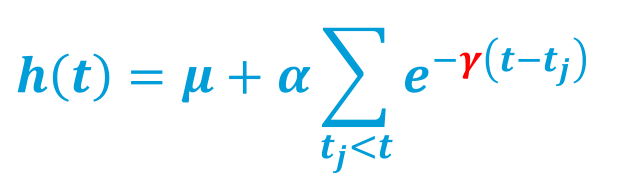 h(t) = μ + α ∑ e^{−γ(t−t_j)}
t_j<t